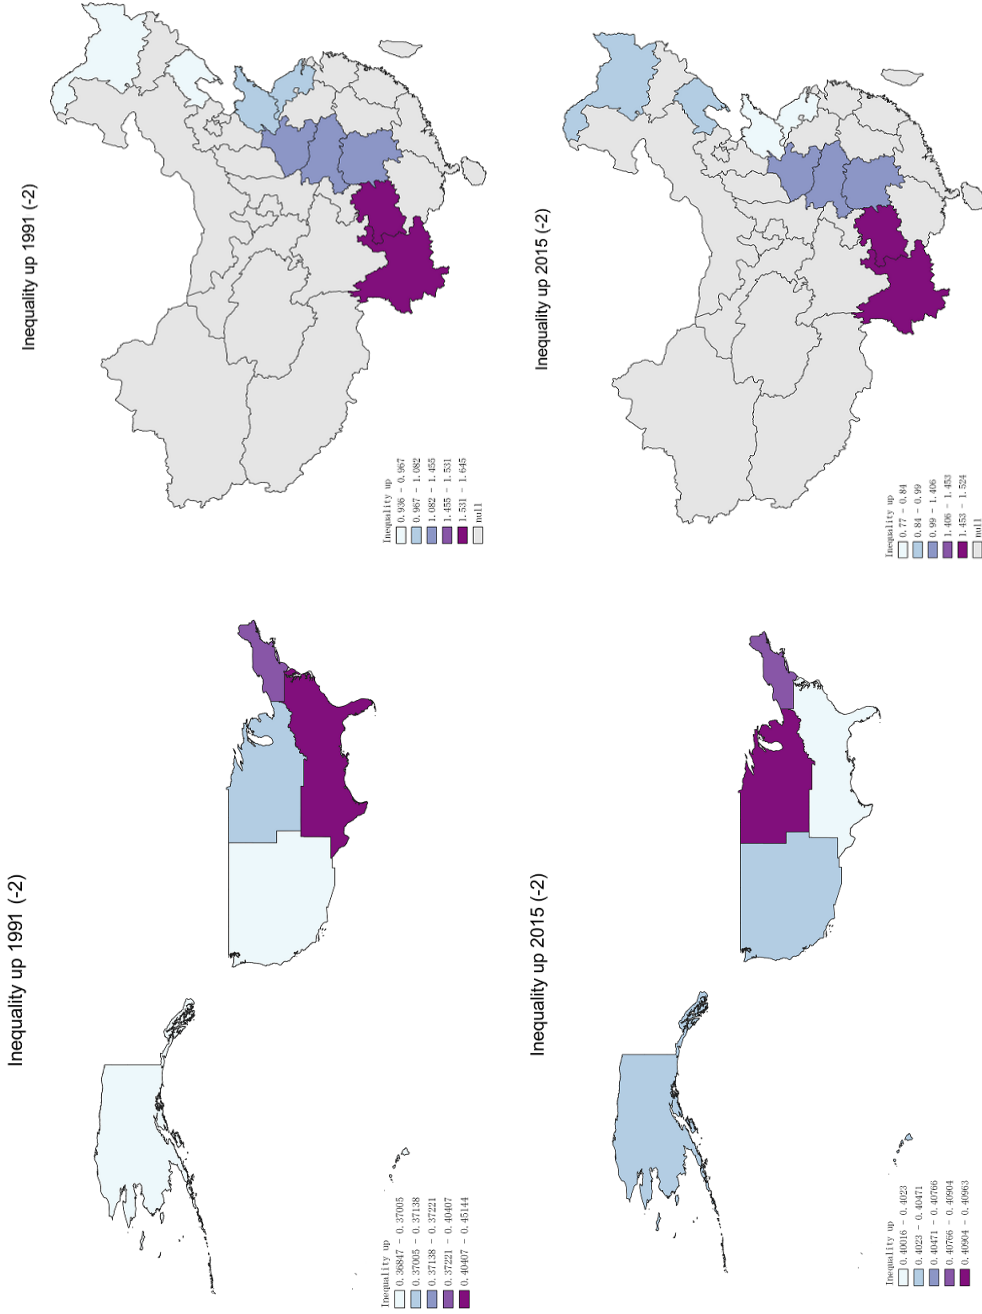 Inequality up 1991 (-2)
Inequality up
0.36847 - 0.37005
0.37005 - 0.37138
0.37138 - 0.37221
0.37221 - 0.40407
0.40407 - 0.45144
Inequality up 1991 (-2)
Inequality up
0.936 - 0.967
0.967 - 1.082
1.082 - 1.455
1.455 - 1.531
1.531 - 1.645
null
Inequality up 2015 (-2)
Inequality up
0.40016 - 0.4023
0.4023 - 0.40471
0.40471 - 0.40766
0.40766 - 0.40904
0.40904 - 0.40963
Inequality up 2015 (-2)
Inequality up
0.77 - 0.84
0.84 - 0.99
0.99 - 1.406
1.406 - 1.453
1.453 - 1.524
null